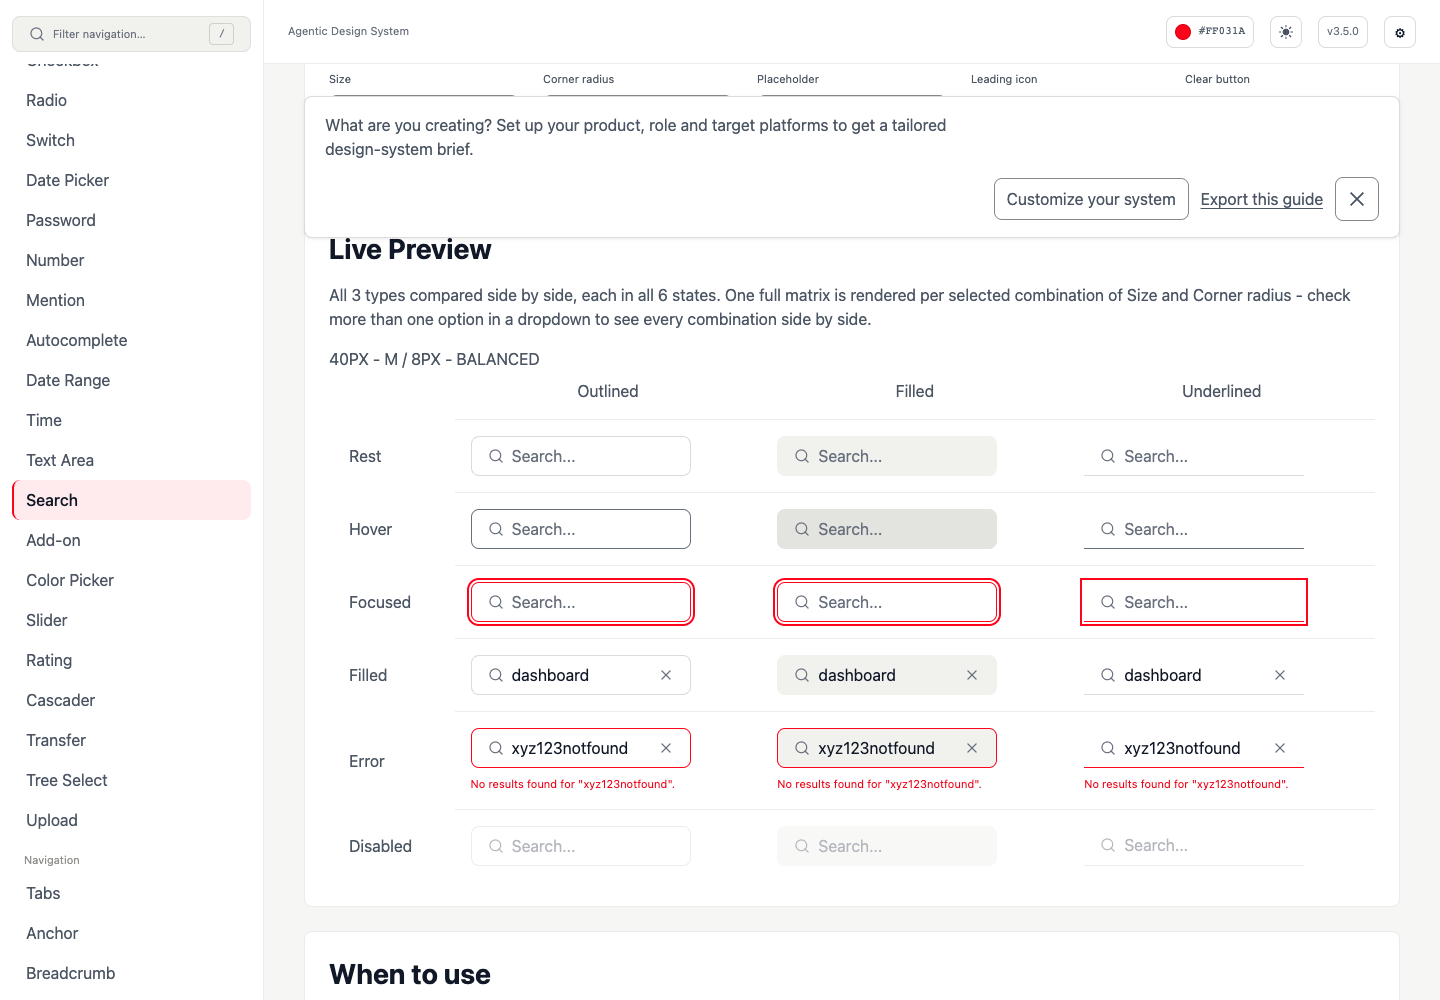 Filter navigation...
/
Checkbox
Radio
Switch
Date Picker
Password
Number
Mention
Autocomplete
Date Range
Time
Text Area
Search
Add-on
Color Picker
Slider
Rating
Cascader
Transfer
Tree Select
Upload
Navigation
Tabs
Anchor
Breadcrumb
Agentic Design System
#FF031A
v3.5.0
Size
Corner radius
Placeholder
Leading icon
Clear button
What are you creating? Set up your product, role and target platforms to get a tailored
design-system brief.
Customize your system
Export this guide
Live Preview
All 3 types compared side by side, each in all 6 states. One full matrix is rendered per selected combination of Size and Corner radius - check
more than one option in a dropdown to see every combination side by side.
40PX - M / 8PX - BALANCED
Outlined
Filled
Underlined
Rest
Search...
Search...
Search...
Hover
Search...
Search...
Search...
Focused
Search...
Search...
Search...
Filled
dashboard
dashboard
dashboard
Error
xyz123notfound
xyz123notfound
xyz123notfound
No results found for "xyz123notfound".
No results found for "xyz123notfound".
No results found for "xyz123notfound".
Disabled
Search...
Search...
Search...
When to use